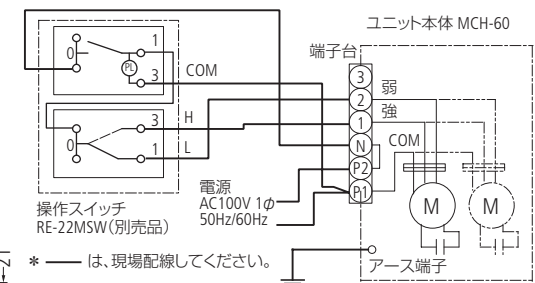 ユニット本体 MCH-60
端子台
0
1
PL
3
COM
3
H
0
1
L
3
2
1
N
P2
P1
弱
強
COM
M
M
電源
AC100V 1φ
50Hz/60Hz
操作スイッチ
RE-22MSW(別売品)
アース端子
* ── は、現場配線してください。